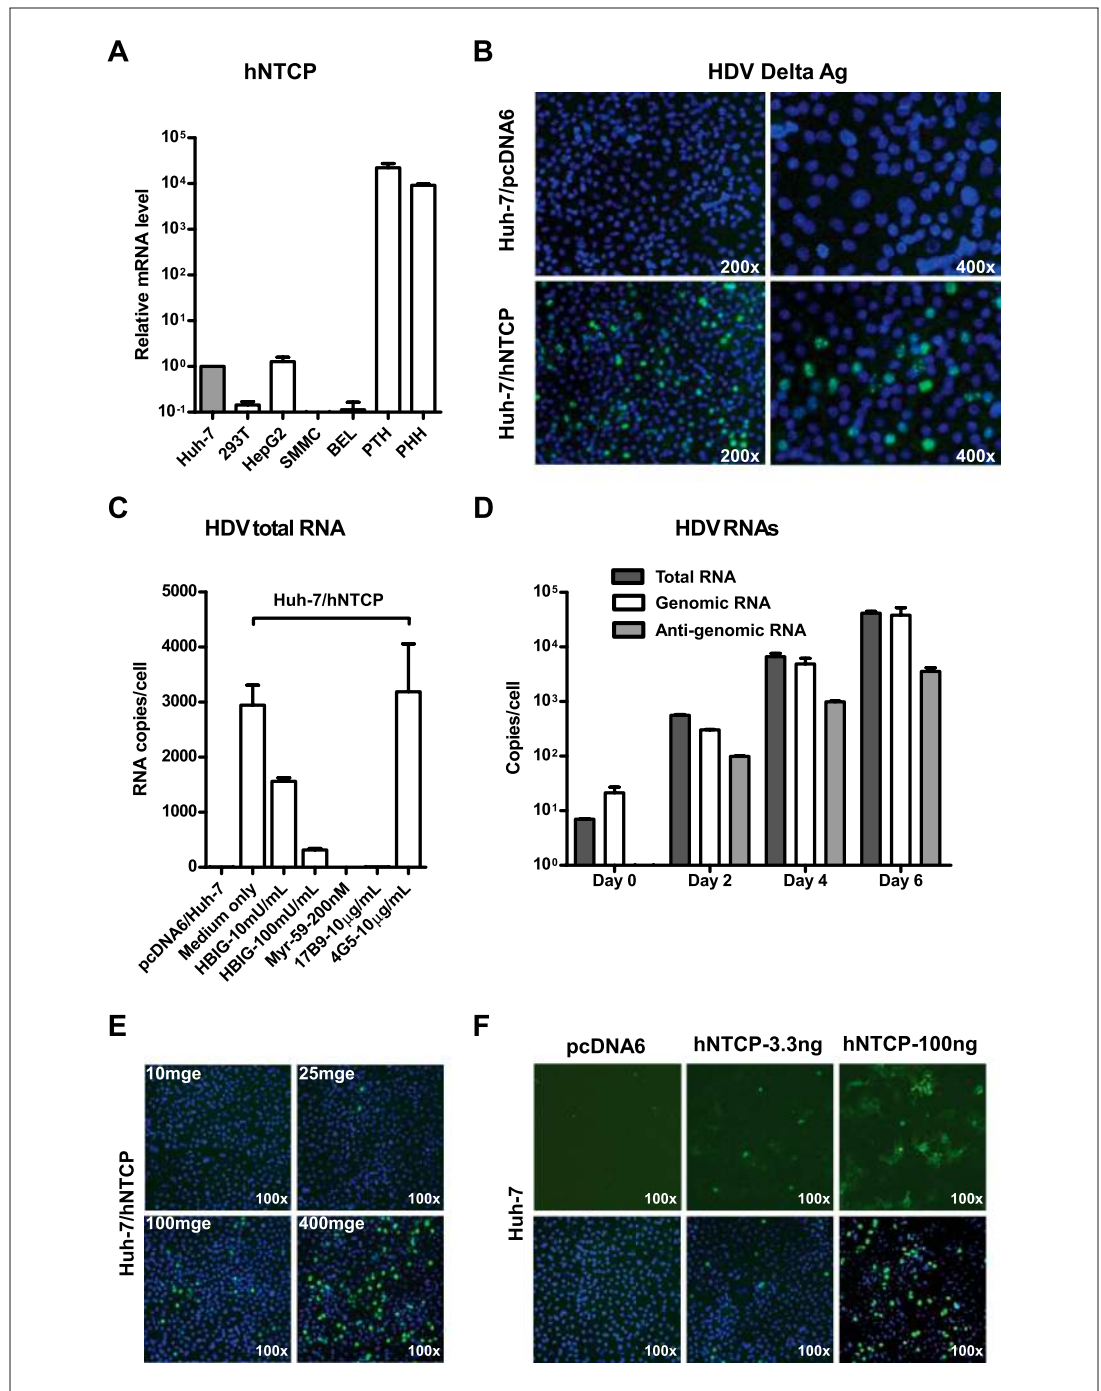 A
hNTCP
Relative mRNA level
10⁵
10⁴
10³
10²
10¹
10⁰
10⁻¹
Huh-7
293T
HepG2
SMMC
BEL
PTH
PHH
B
HDV Delta Ag
Huh-7/pcDNA6
200x
400x
Huh-7/hNTCP
200x
400x
C
HDV total RNA
RNA copies/cell
5000
4000
3000
2000
1000
0
Huh-7/hNTCP
pcDNA6/Huh-7
Medium only
HBIG-10mU/mL
HBIG-100mU/mL
Myr-59-200nM
17B9-10µg/mL
4G5-10µg/mL
D
HDV RNAs
Total RNA
Genomic RNA
Anti-genomic RNA
Copies/cell
10⁵
10⁴
10³
10²
10¹
10⁰
Day 0
Day 2
Day 4
Day 6
E
Huh-7/hNTCP
10mge
100x
25mge
100x
100mge
100x
400mge
100x
F
pcDNA6
hNTCP-3.3ng
hNTCP-100ng
Huh-7
100x
100x
100x
100x
100x
100x